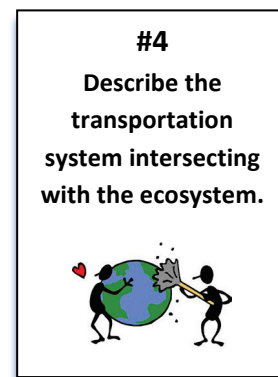 #4
Describe the
transportation
system intersecting
with the ecosystem.